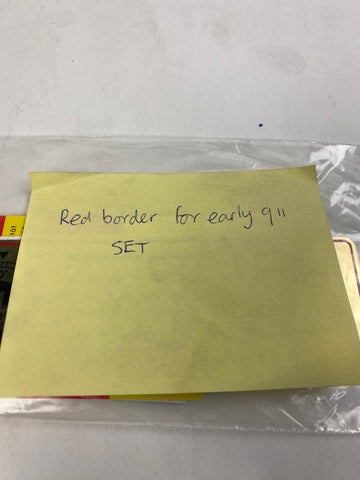 Red border for early 911
SET